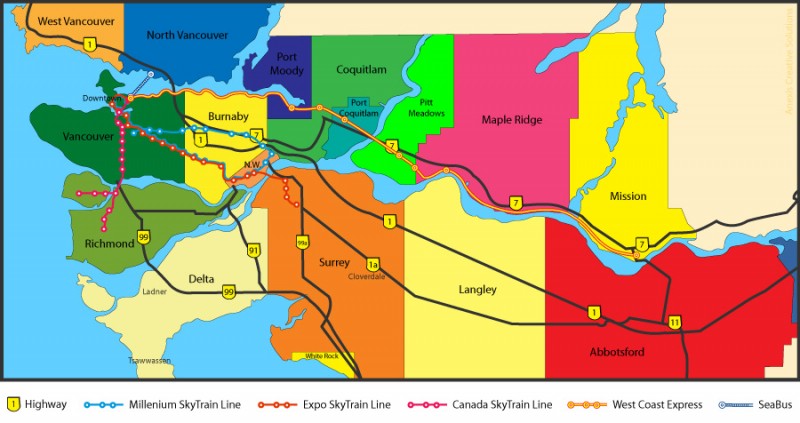 West Vancouver
North Vancouver
1
Port
Moody
Coquitlam
Downtown
Burnaby
Port
Coquitlam
Pitt
Meadows
Maple Ridge
Vancouver
1
7
7
N.W.
Mission
7
Richmond
99
91
99a
1
7
Delta
Surrey
1a
Cloverdale
Langley
Ladner
99
1
11
Tsawwassen
White Rock
Abbotsford
1 Highway Millenium SkyTrain Line Expo SkyTrain Line Canada SkyTrain Line West Coast Express SeaBus